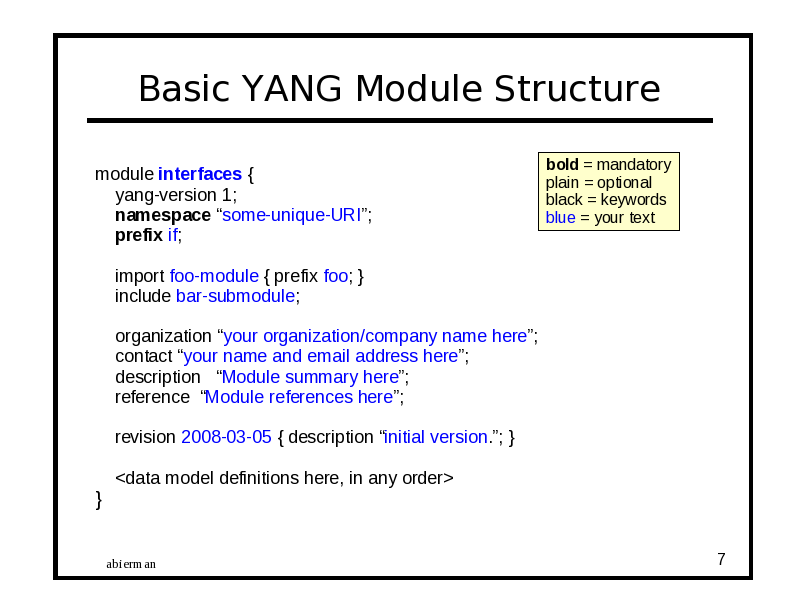 Basic YANG Module Structure
module interfaces {
yang-version 1;
namespace “some-unique-URI”;
prefix if;
import foo-module { prefix foo; }
include bar-submodule;
organization “your organization/company name here”;
contact “your name and email address here”;
description “Module summary here”;
reference “Module references here”;
revision 2008-03-05 { description “initial version.”; }
<data model definitions here, in any order>
}
bold = mandatory
plain = optional
black = keywords
blue = your text
abierman
7